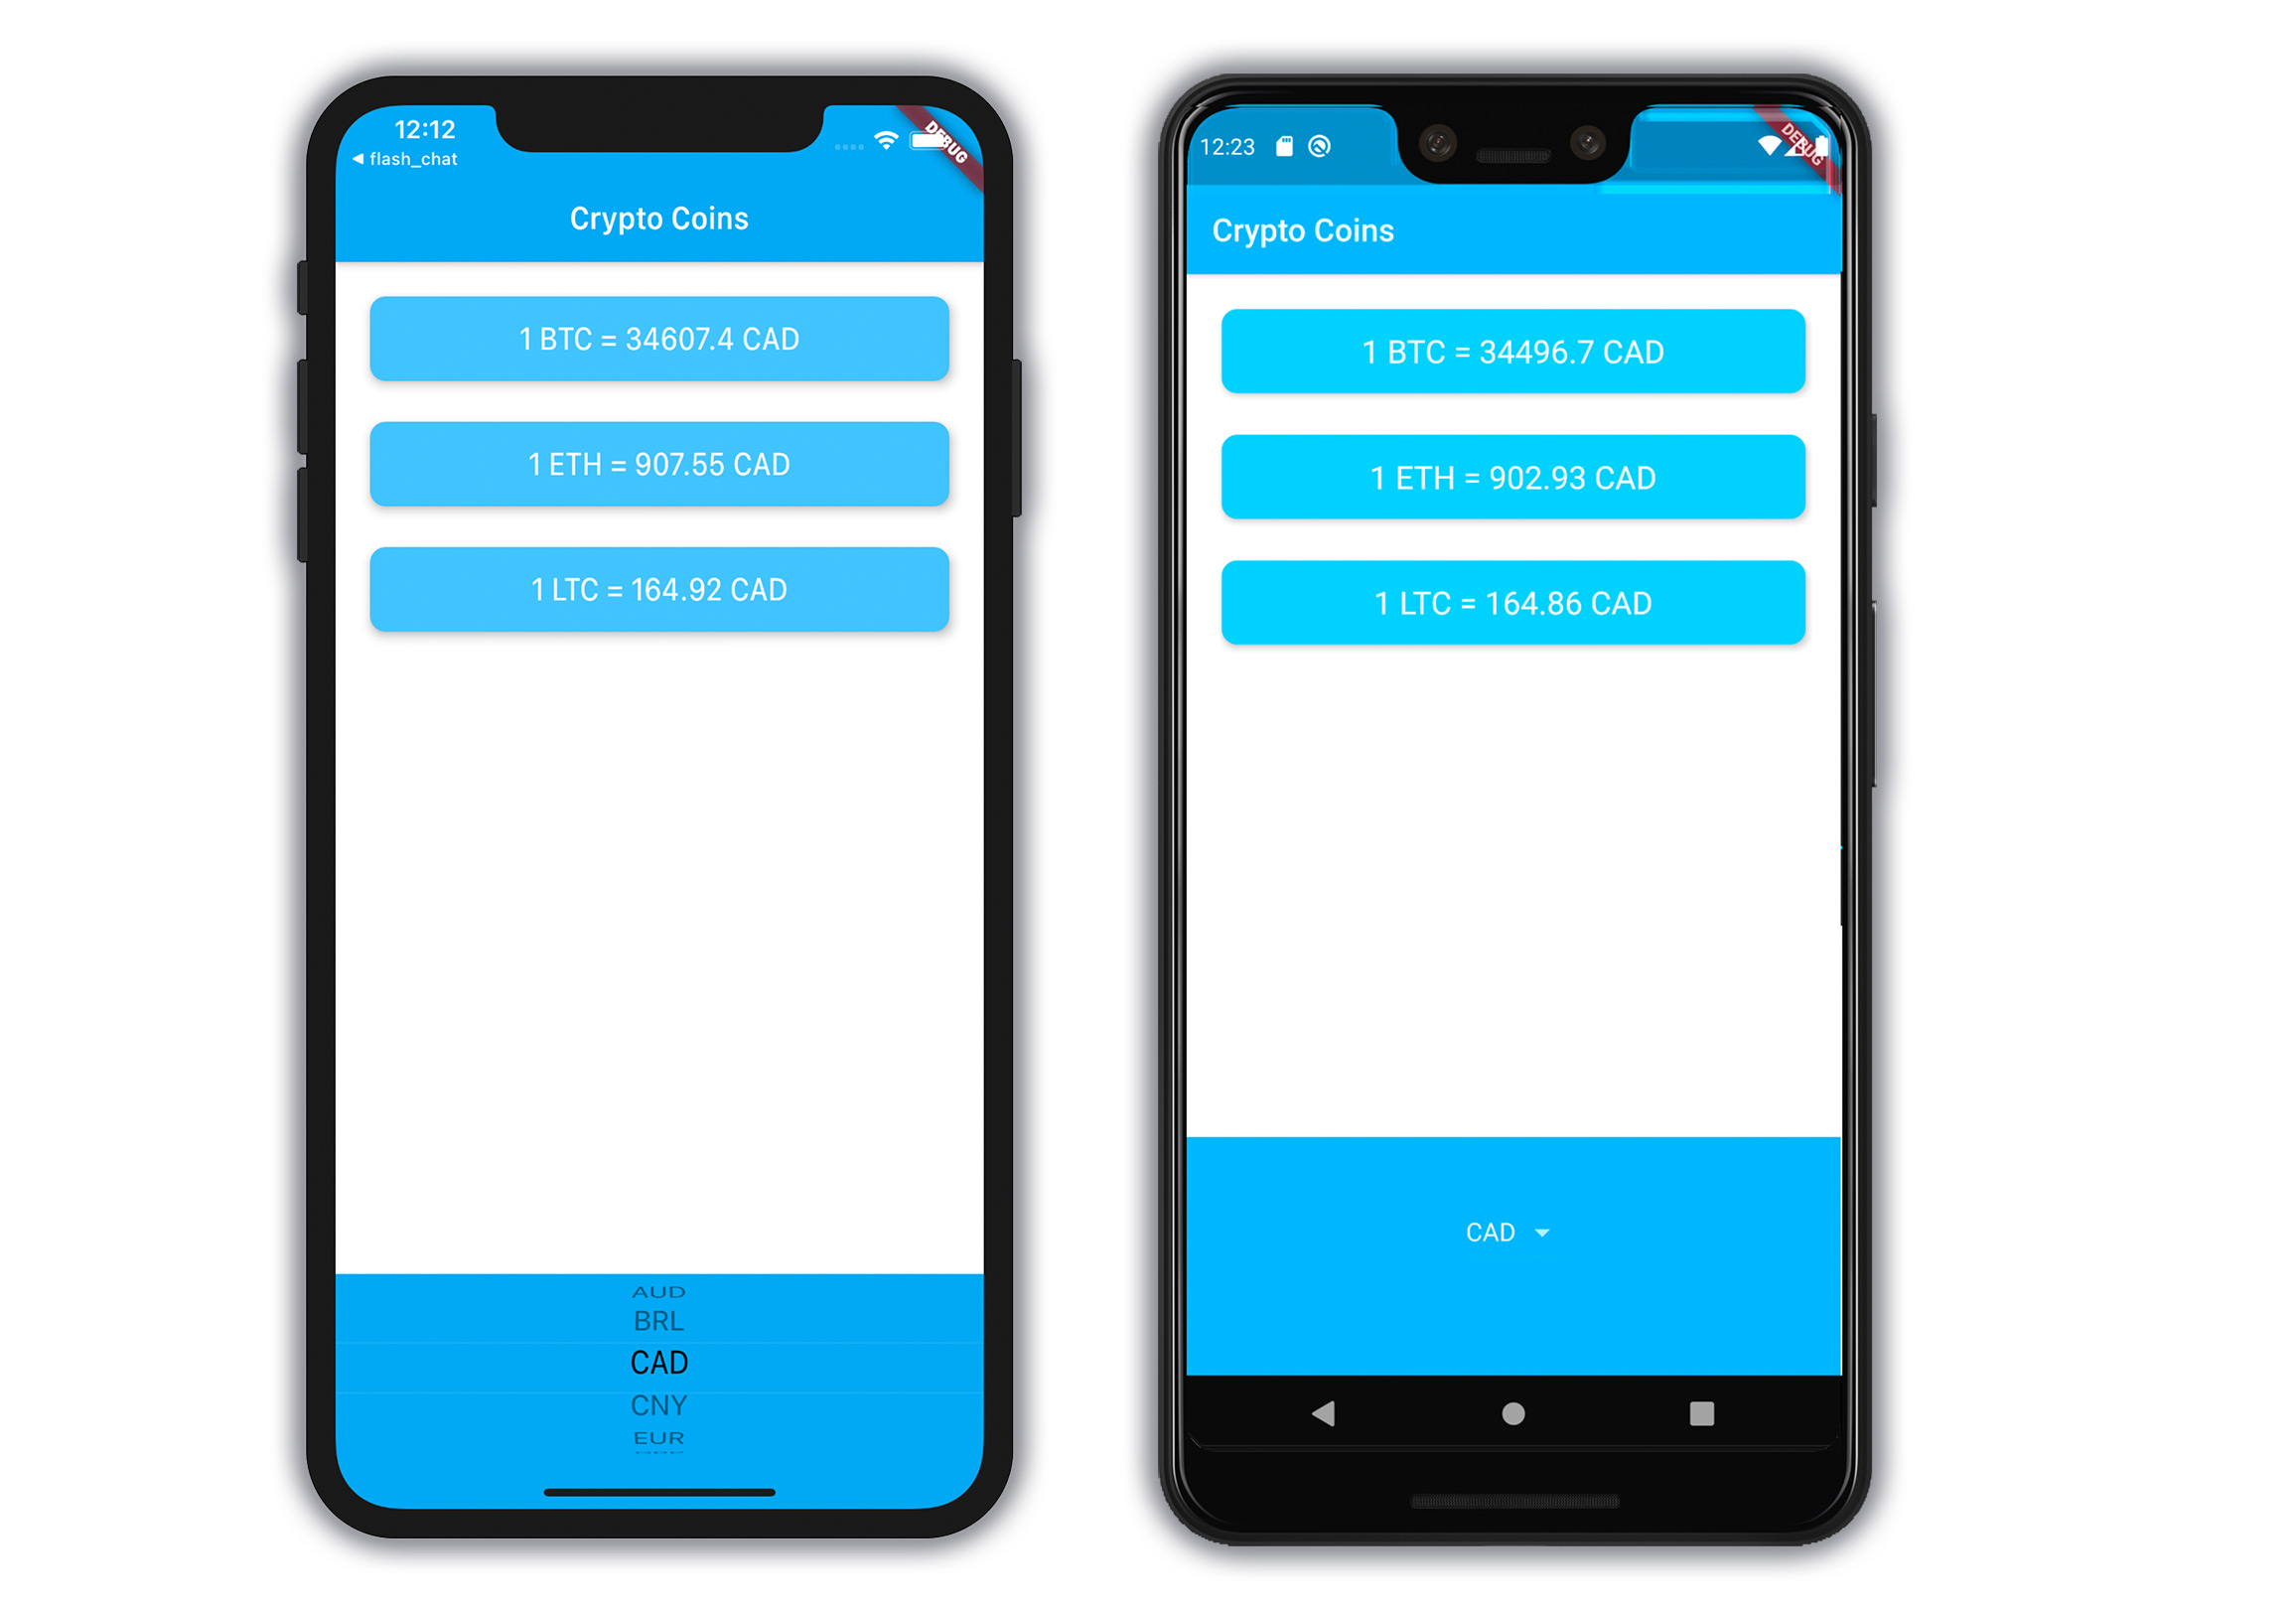 12:12
◀ flash_chat
DEBUG
Crypto Coins
1 BTC = 34607.4 CAD
1 ETH = 907.55 CAD
1 LTC = 164.92 CAD
AUD
BRL
CAD
CNY
EUR
12:23
DEBUG
Crypto Coins
1 BTC = 34496.7 CAD
1 ETH = 902.93 CAD
1 LTC = 164.86 CAD
CAD